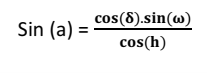 Sin (a) = cos(δ).sin(ω) / cos(h)